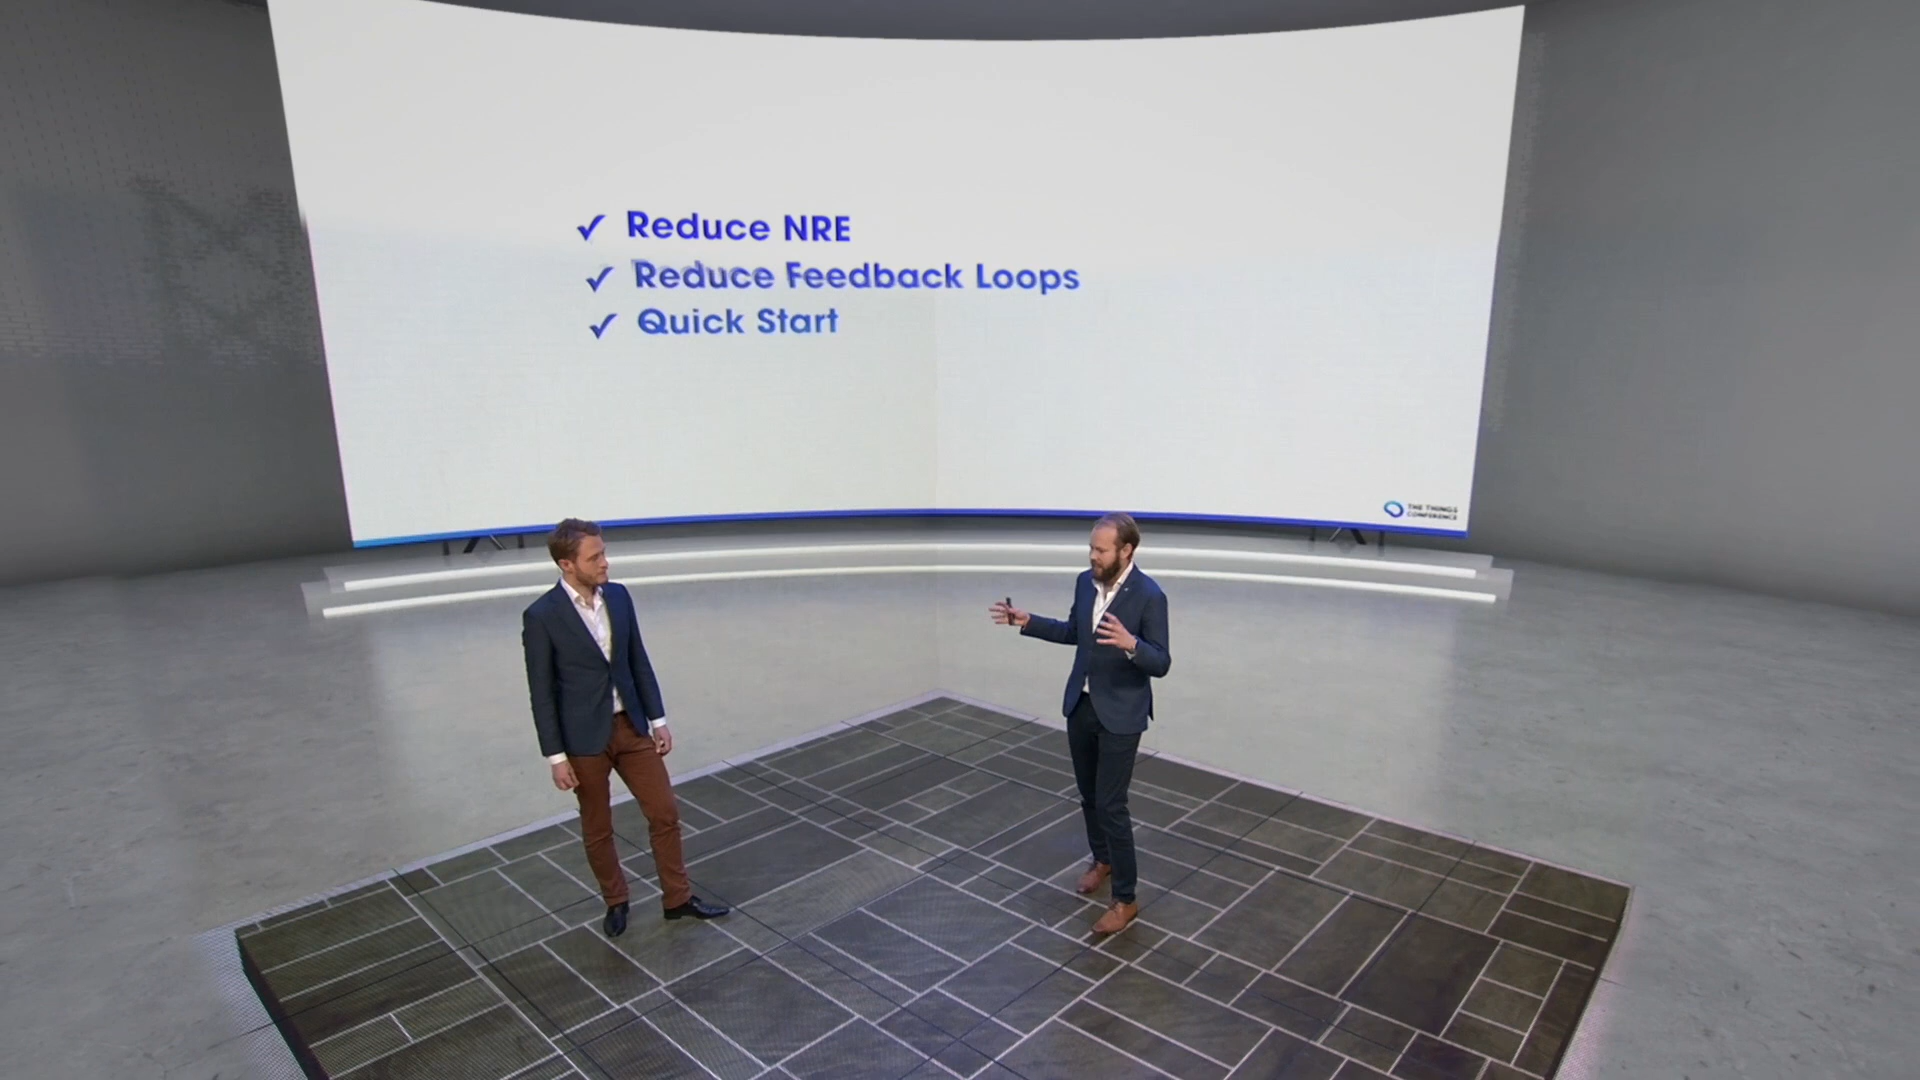 ✓ Reduce NRE
✓ Reduce Feedback Loops
✓ Quick Start
THE THINGS
CONFERENCE